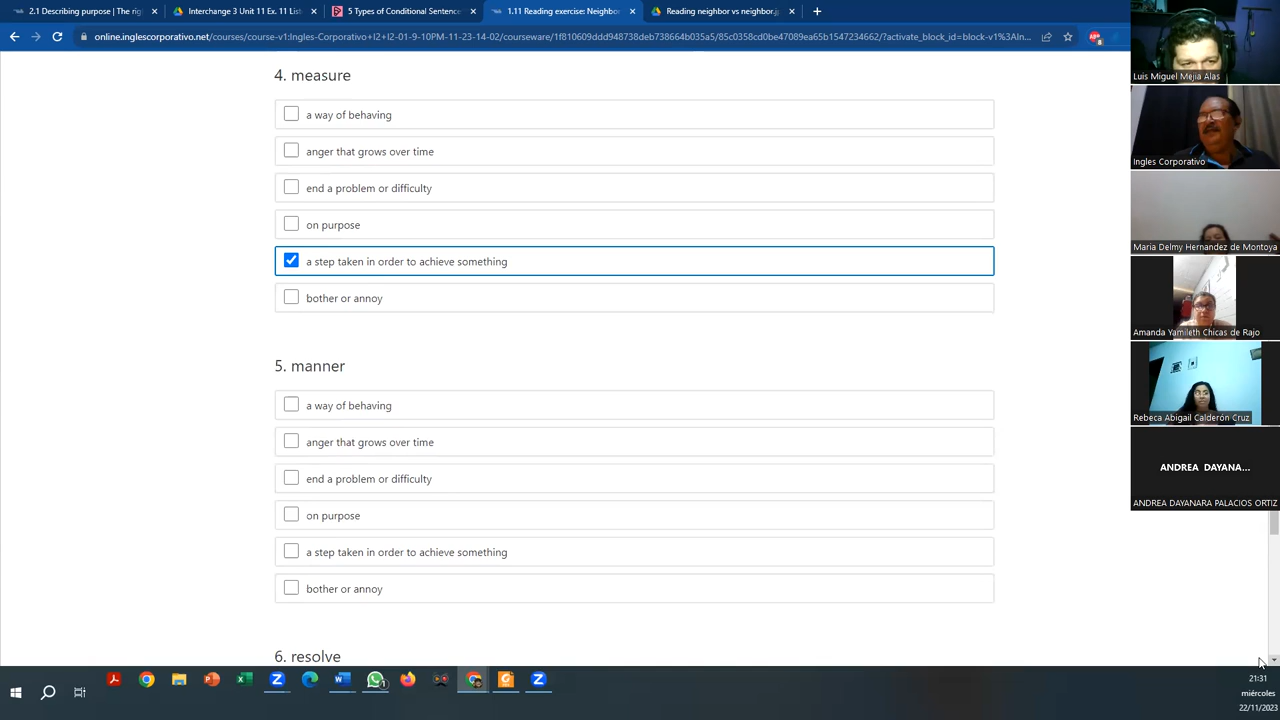 2.1 Describing purpose | The rig
Interchange 3 Unit 11 Ex. 11 List
5 Types of Conditional Sentence
1.11 Reading exercise: Neighbor
Reading neighbor vs neighbor.j
online.inglescorporativo.net/courses/course-v1:Ingles-Corporativo+I2+I2-01-9-10PM-11-23-14-02/courseware/1f810609ddd948738deb738664b035a5/85c0358cd0be47089ea65b1547234662/?activate_block_id=block-v1%3AIn...
4. measure
a way of behaving
anger that grows over time
end a problem or difficulty
on purpose
a step taken in order to achieve something
bother or annoy
5. manner
a way of behaving
anger that grows over time
end a problem or difficulty
on purpose
a step taken in order to achieve something
bother or annoy
6. resolve
Luis Miguel Mejia Alas
Ingles Corporativo
Maria Delmy Hernandez de Montoya
Amanda Yamileth Chicas de Rajo
Rebeca Abigail Calderón Cruz
ANDREA DAYANA...
ANDREA DAYANARA PALACIOS ORTIZ
21:31
miércoles
22/11/2023